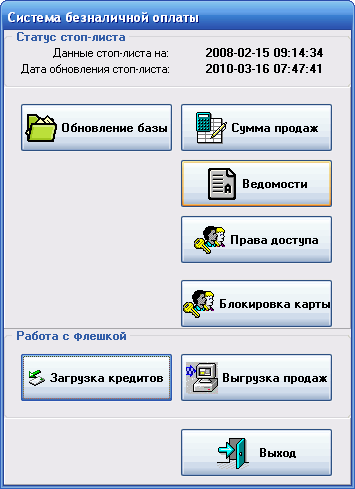 Система безналичной оплаты
Статус стоп-листа
Данные стоп-листа на: 2008-02-15 09:14:34
Дата обновления стоп-листа: 2010-03-16 07:47:41
Обновление базы
Сумма продаж
Ведомости
Права доступа
Блокировка карты
Работа с флешкой
Загрузка кредитов
Выгрузка продаж
Выход